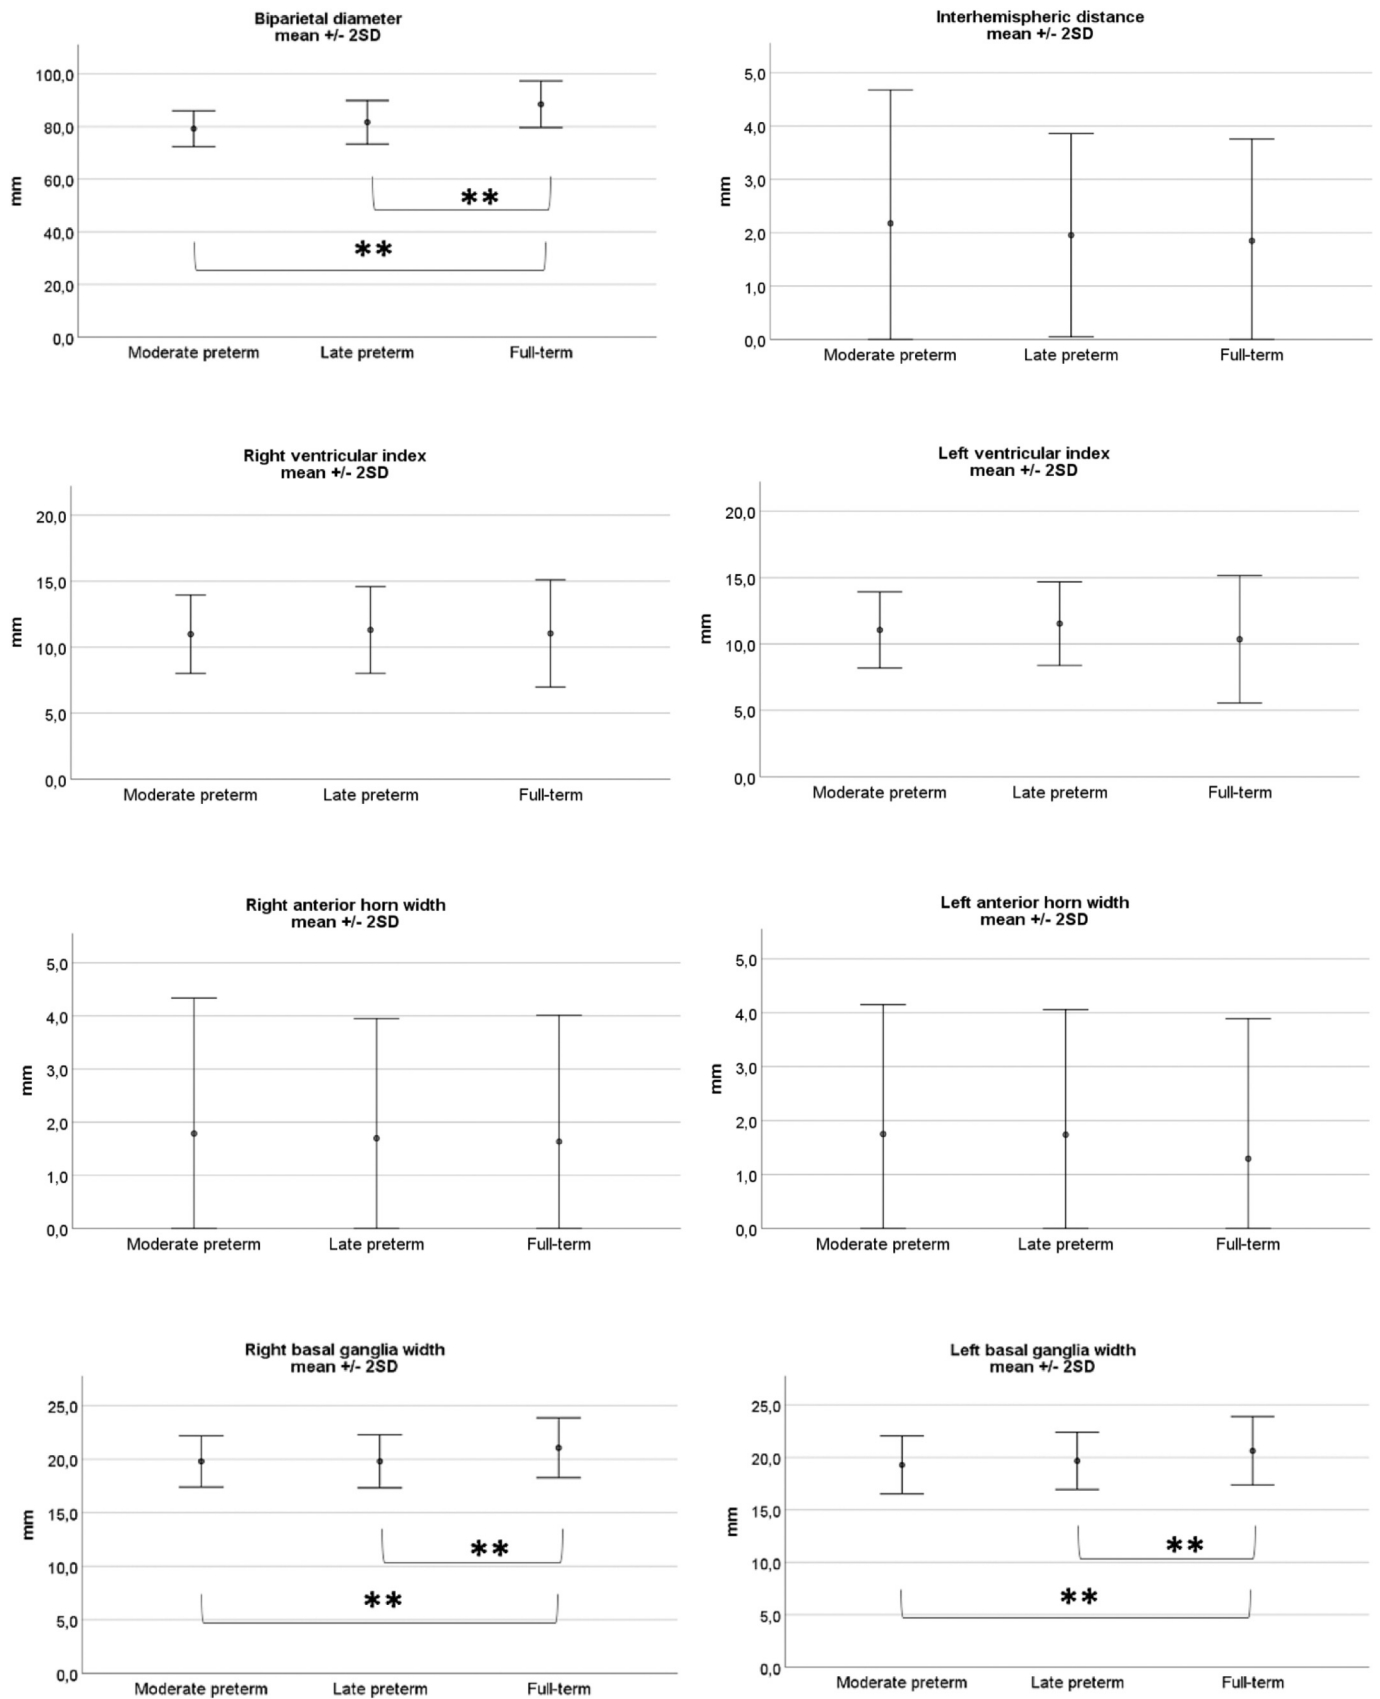 Biparietal diameter
mean +/- 2SD
100,0
80,0
60,0
40,0
20,0
0,0
mm
**
**
Moderate preterm Late preterm Full-term
Interhemispheric distance
mean +/- 2SD
5,0
4,0
3,0
2,0
1,0
0,0
mm
Moderate preterm Late preterm Full-term
Right ventricular index
mean +/- 2SD
20,0
15,0
10,0
5,0
0,0
mm
Moderate preterm Late preterm Full-term
Left ventricular index
mean +/- 2SD
20,0
15,0
10,0
5,0
0,0
mm
Moderate preterm Late preterm Full-term
Right anterior horn width
mean +/- 2SD
5,0
4,0
3,0
2,0
1,0
0,0
mm
Moderate preterm Late preterm Full-term
Left anterior horn width
mean +/- 2SD
5,0
4,0
3,0
2,0
1,0
0,0
mm
Moderate preterm Late preterm Full-term
Right basal ganglia width
mean +/- 2SD
25,0
20,0
15,0
10,0
5,0
0,0
mm
**
**
Moderate preterm Late preterm Full-term
Left basal ganglia width
mean +/- 2SD
25,0
20,0
15,0
10,0
5,0
0,0
mm
**
**
Moderate preterm Late preterm Full-term